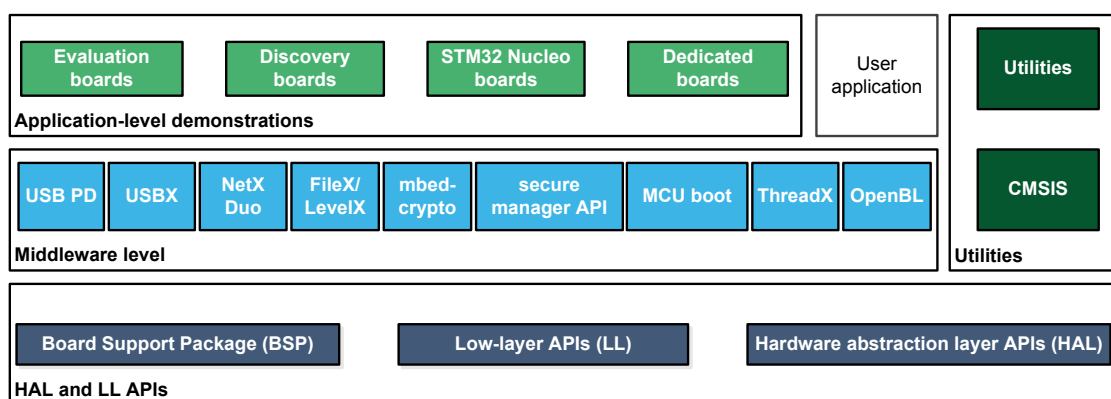 Evaluation
boards
Discovery
boards
STM32 Nucleo
boards
Dedicated
boards
Application-level demonstrations
User
application
Utilities
CMSIS
Utilities
USB PD
USBX
NetX
Duo
FileX/
LevelX
mbed-
crypto
secure
manager API
MCU boot
ThreadX
OpenBL
Middleware level
Board Support Package (BSP)
Low-layer APIs (LL)
Hardware abstraction layer APIs (HAL)
HAL and LL APIs